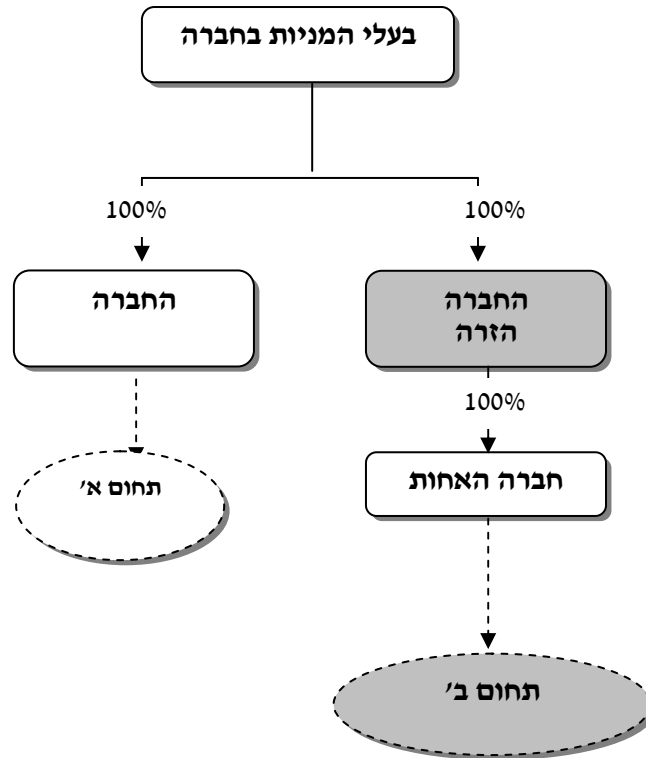 בעלי המניות בחברה
100%
100%
החברה
החברה
הזרה
100%
חברה האחות
תחום א'
תחום ב'